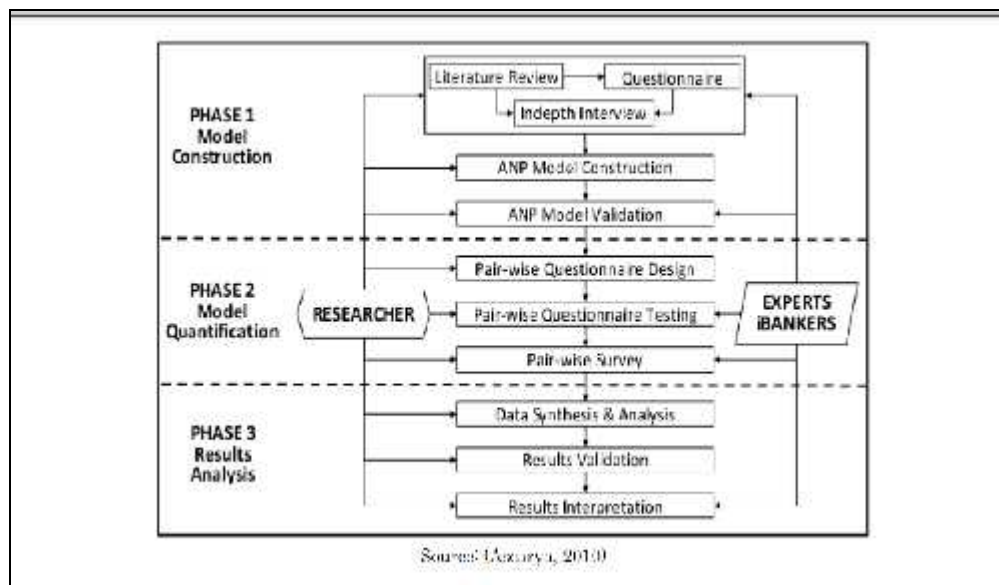 Literature Review
Questionnaire
Indepth Interview
PHASE 1
Model
Construction
ANP Model Construction
ANP Model Validation
Pair-wise Questionnaire Design
PHASE 2
Model
Quantification
RESEARCHER
Pair-wise Questionnaire Testing
EXPERTS
iBANKERS
Pair-wise Survey
Data Synthesis & Analysis
PHASE 3
Results
Analysis
Results Validation
Results Interpretation
2010)